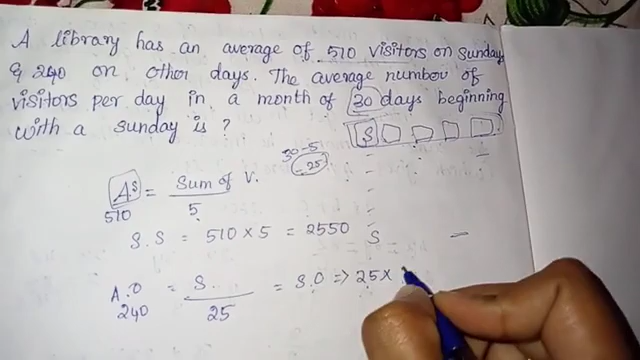 A library has an average of 510 visitors on Sunday
& 240 on other days. The average number of
visitors per day in a month of 30 days beginning
with a sunday is ?
S
30-5
= 25
As = Sum of V.
510 5
S.S = 510 × 5 = 2550 S
A.O = S.. = S.O ⇒ 25×
240 25